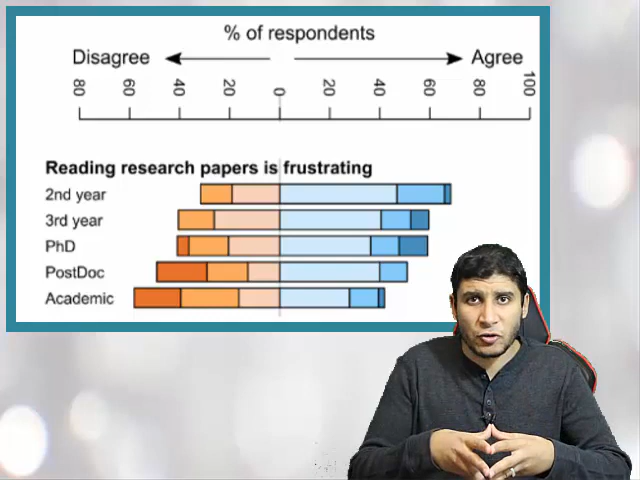 % of respondents
Disagree Agree
80 60 40 20 0 20 40 60 80 100
Reading research papers is frustrating
2nd year
3rd year
PhD
PostDoc
Academic